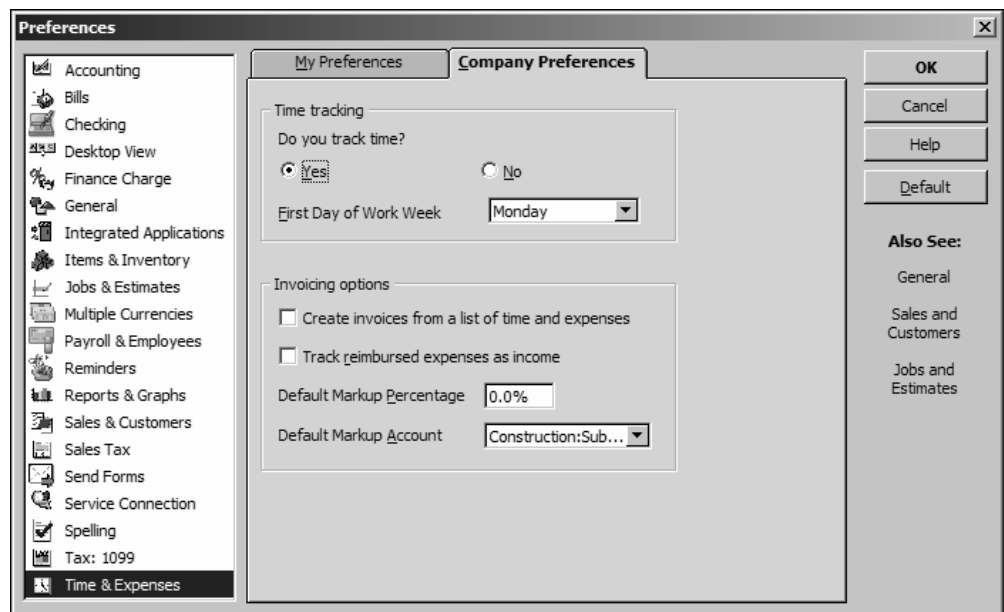 Preferences
Accounting
Bills
Checking
Desktop View
Finance Charge
General
Integrated Applications
Items & Inventory
Jobs & Estimates
Multiple Currencies
Payroll & Employees
Reminders
Reports & Graphs
Sales & Customers
Sales Tax
Send Forms
Service Connection
Spelling
Tax: 1099
Time & Expenses
My Preferences
Company Preferences
Time tracking
Do you track time?
Yes
No
First Day of Work Week
Monday
Invoicing options
Create invoices from a list of time and expenses
Track reimbursed expenses as income
Default Markup Percentage
0.0%
Default Markup Account
Construction:Sub...
OK
Cancel
Help
Default
Also See:
General
Sales and
Customers
Jobs and
Estimates